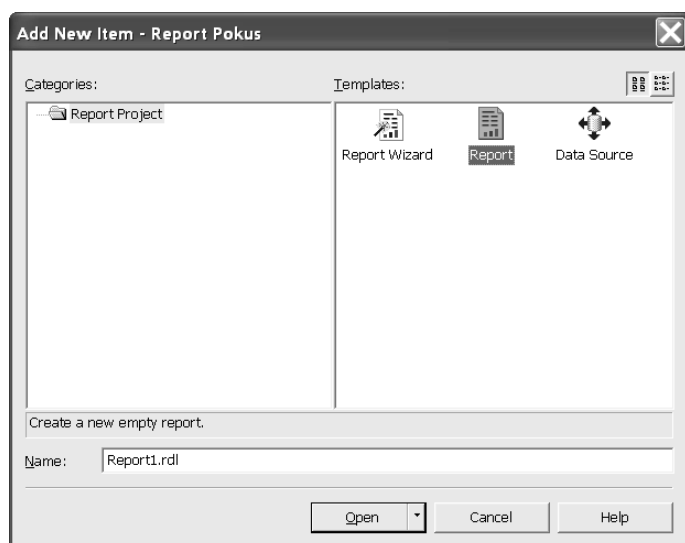 Add New Item - Report Pokus
Categories:
Templates:
Report Project
Report Wizard
Report
Data Source
Create a new empty report.
Name:
Report1.rdl
Open
Cancel
Help